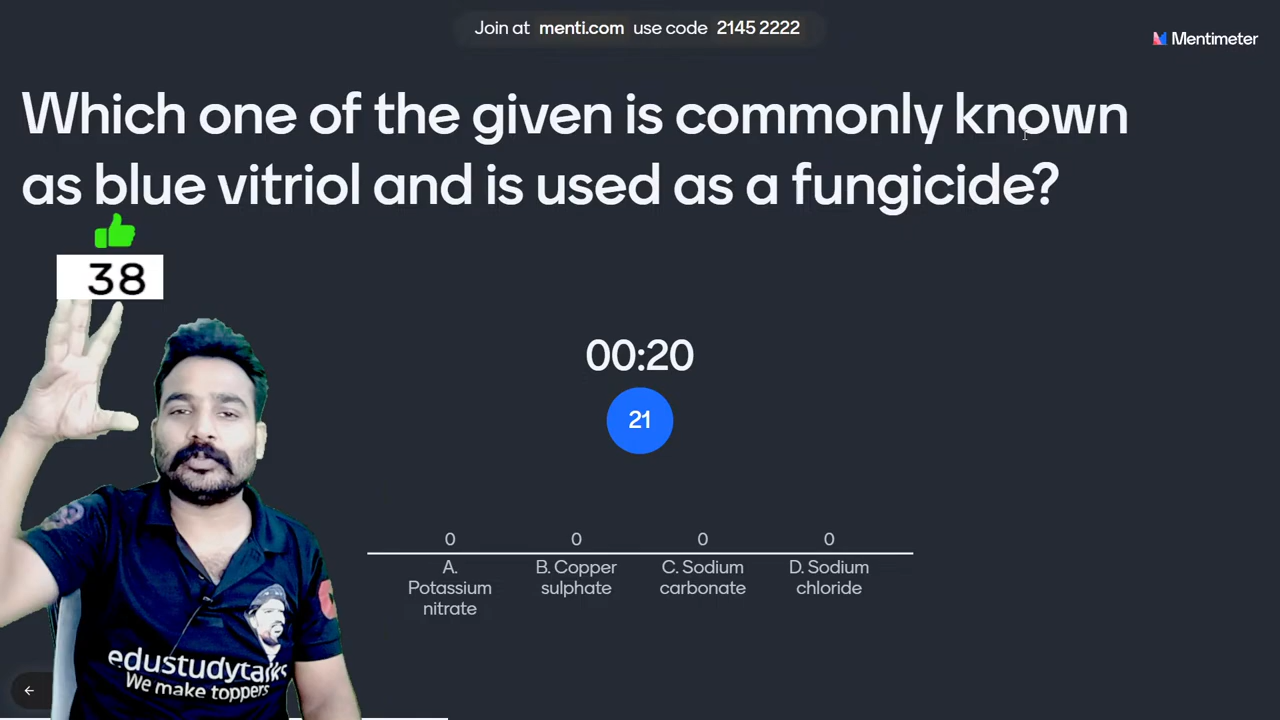 Join at menti.com use code 2145 2222
Mentimeter
Which one of the given is commonly known
as blue vitriol and is used as a fungicide?
38
00:20
21
0 0 0 0
A.
Potassium
nitrate
B. Copper
sulphate
C. Sodium
carbonate
D. Sodium
chloride
edustudytalks
We make toppers